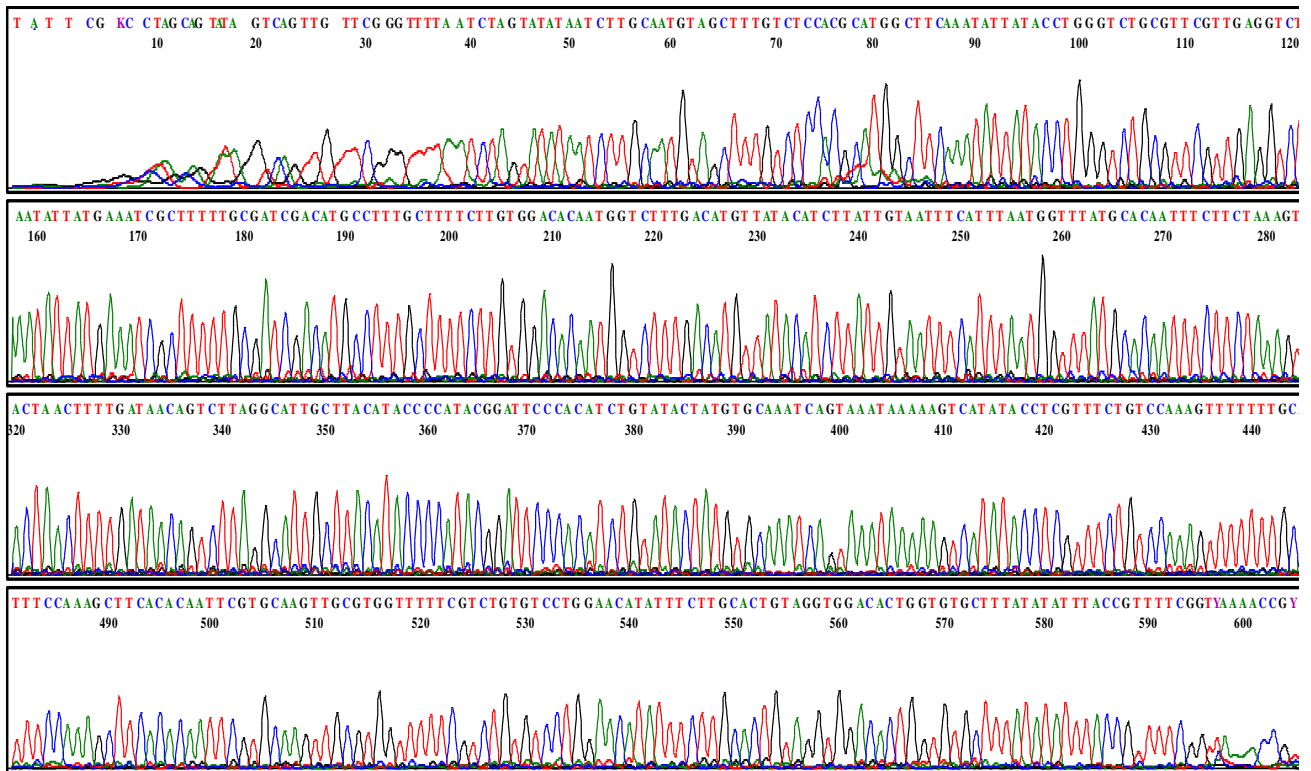 T A T T CG KC CTAGCAGTATA GTCAGTTG TTCGGGTTTTAATCTAGTATATAATCTTGCAATGTAGCTTTGTCTCCACGCATGGCTTCAAATATTATACCTGGGTCTGCGTTCGTTGAGGTCT
10 20 30 40 50 60 70 80 90 100 110 120
AATATTATGAAATCGCTTTTTGCGATCGACATGCCTTTGCTTTTCTTGTGGACACAATGGTCTTTGACATGTTATACATCTTATTGTAATTTCATTTAATGGTTTATGCACAATTTCTTCTAAAGT
160 170 180 190 200 210 220 230 240 250 260 270 280
ACTAACTTTTGATAACAGTCTTAGGCATTGCTTACATACCCCATACGGATTCCCACATCTGTATACTATGTGCAAATCAGTAAATAAAAAGTCATATACCTCGTTTCTGTCCAAAGTTTTTTTGC
320 330 340 350 360 370 380 390 400 410 420 430 440
TTTCCAAAGCTTCACACAATTCGTGCAAGTTGCGTGGTTTTTCGTCTGTGTCCTGGAACATATTTCTTGCACTGTAGGTGGACACTGGTGTGCTTTATATATTTACCGTTTTCGGTYAAAACCGY
490 500 510 520 530 540 550 560 570 580 590 600